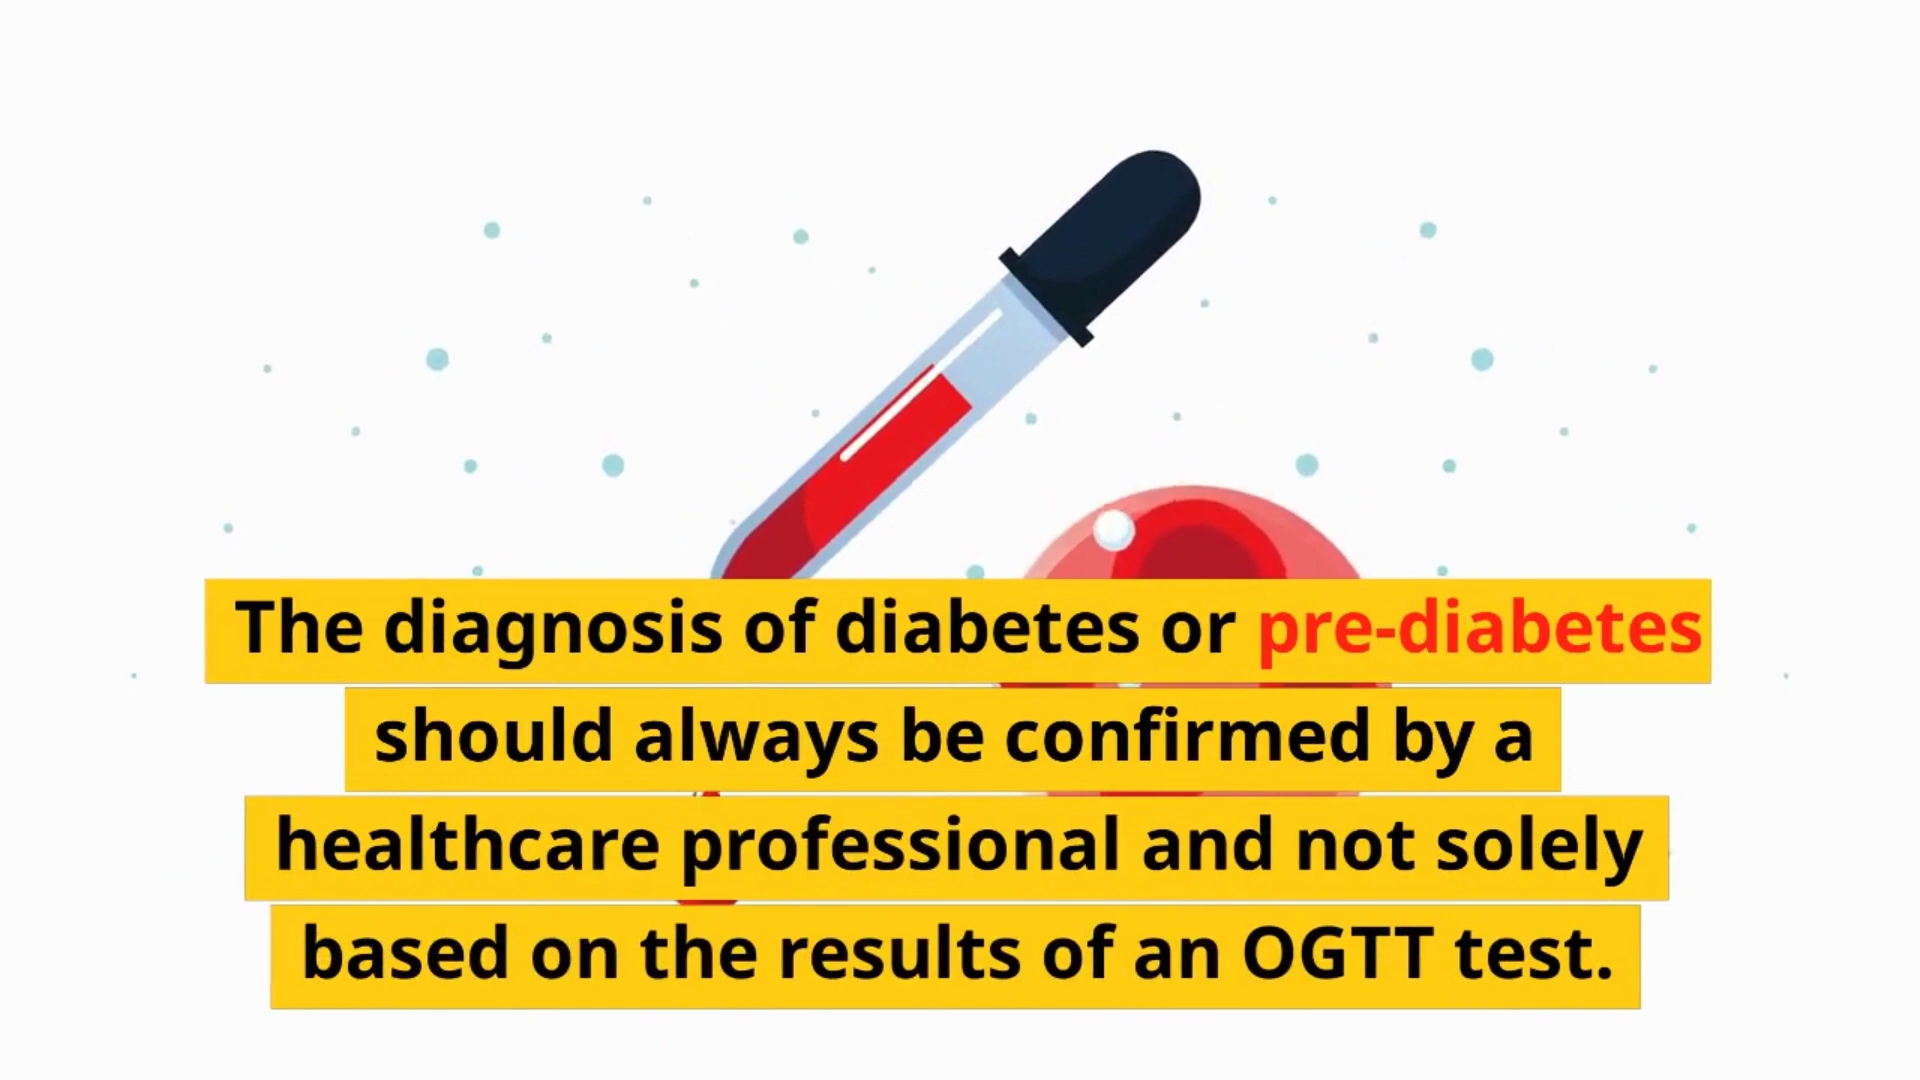 The diagnosis of diabetes or pre-diabetes
should always be confirmed by a
healthcare professional and not solely
based on the results of an OGTT test.